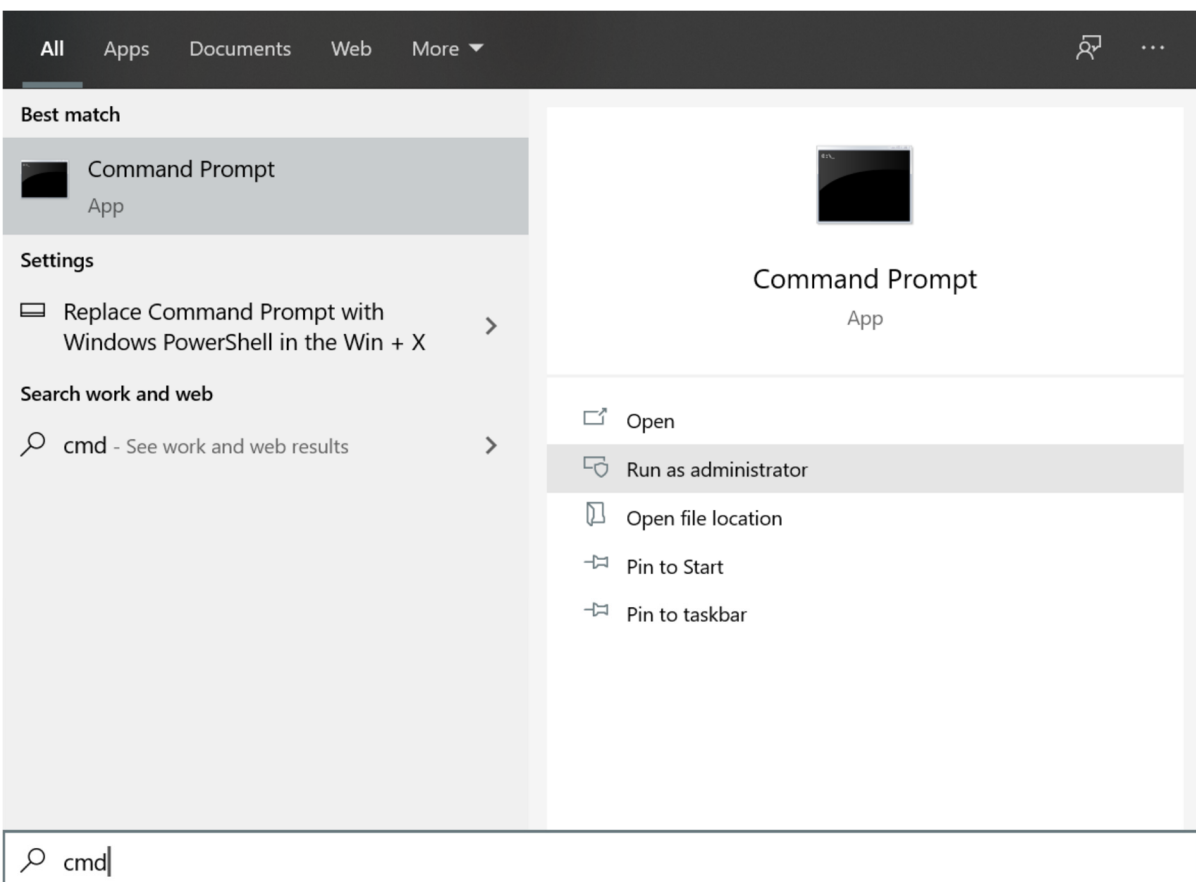 All Apps Documents Web More
Best match
Command Prompt
App
Settings
Replace Command Prompt with
Windows PowerShell in the Win + X
Search work and web
cmd - See work and web results
Command Prompt
App
Open
Run as administrator
Open file location
Pin to Start
Pin to taskbar
cmd